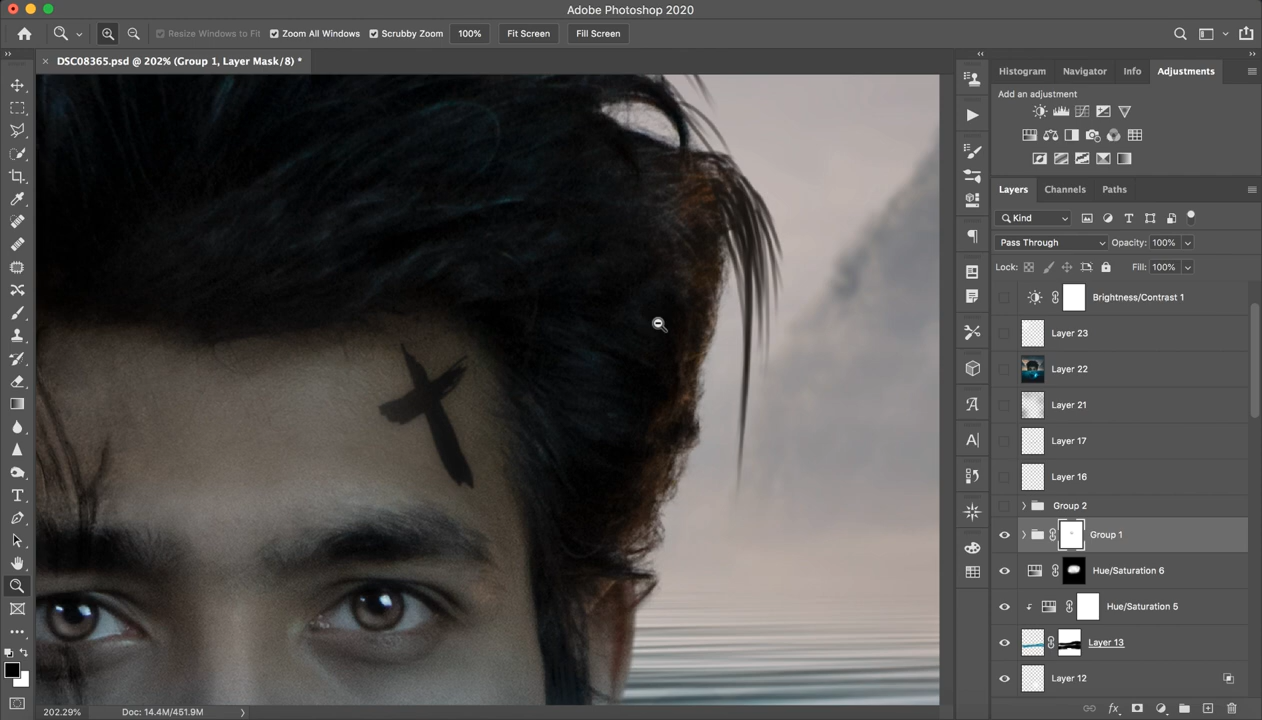 Adobe Photoshop 2020
Resize Windows to Fit Zoom All Windows Scrubby Zoom 100% Fit Screen Fill Screen
DSC08365.psd @ 202% (Group 1, Layer Mask/8) *
Histogram Navigator Info Adjustments
Add an adjustment
Layers Channels Paths
Kind
Pass Through Opacity: 100%
Lock: Fill: 100%
Brightness/Contrast 1
Layer 23
Layer 22
Layer 21
Layer 17
Layer 16
Group 2
Group 1
Hue/Saturation 6
Hue/Saturation 5
Layer 13
Layer 12
202.29% Doc: 14.4M/451.9M